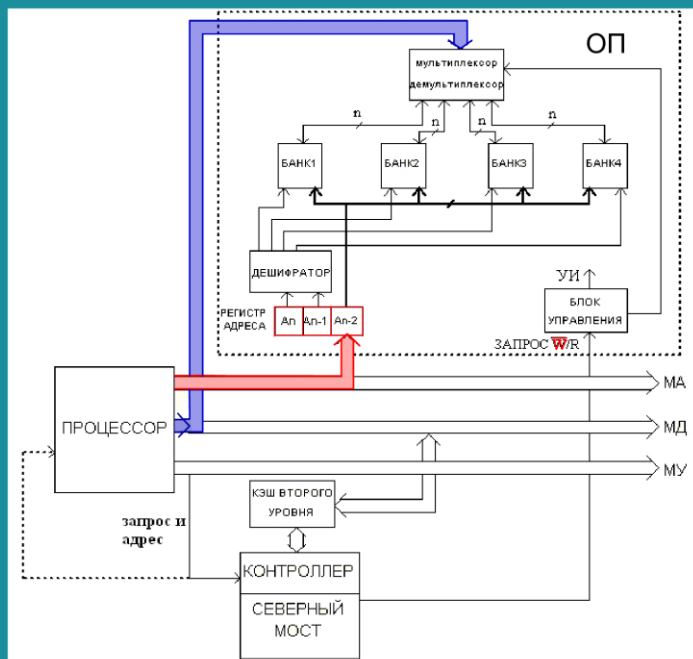 ОП
мультиплексор
демультиплексор
n
n
n
n
БАНК1
БАНК2
БАНК3
БАНК4
ДЕШИФРАТОР
УИ
РЕГИСТР
АДРЕСА
An
An-1
An-2
БЛОК
УПРАВЛЕНИЯ
ЗАПРОС W/R
МА
ПРОЦЕССОР
МД
МУ
КЭШ ВТОРОГО
УРОВНЯ
запрос и
адрес
КОНТРОЛЛЕР
СЕВЕРНЫЙ
МОСТ